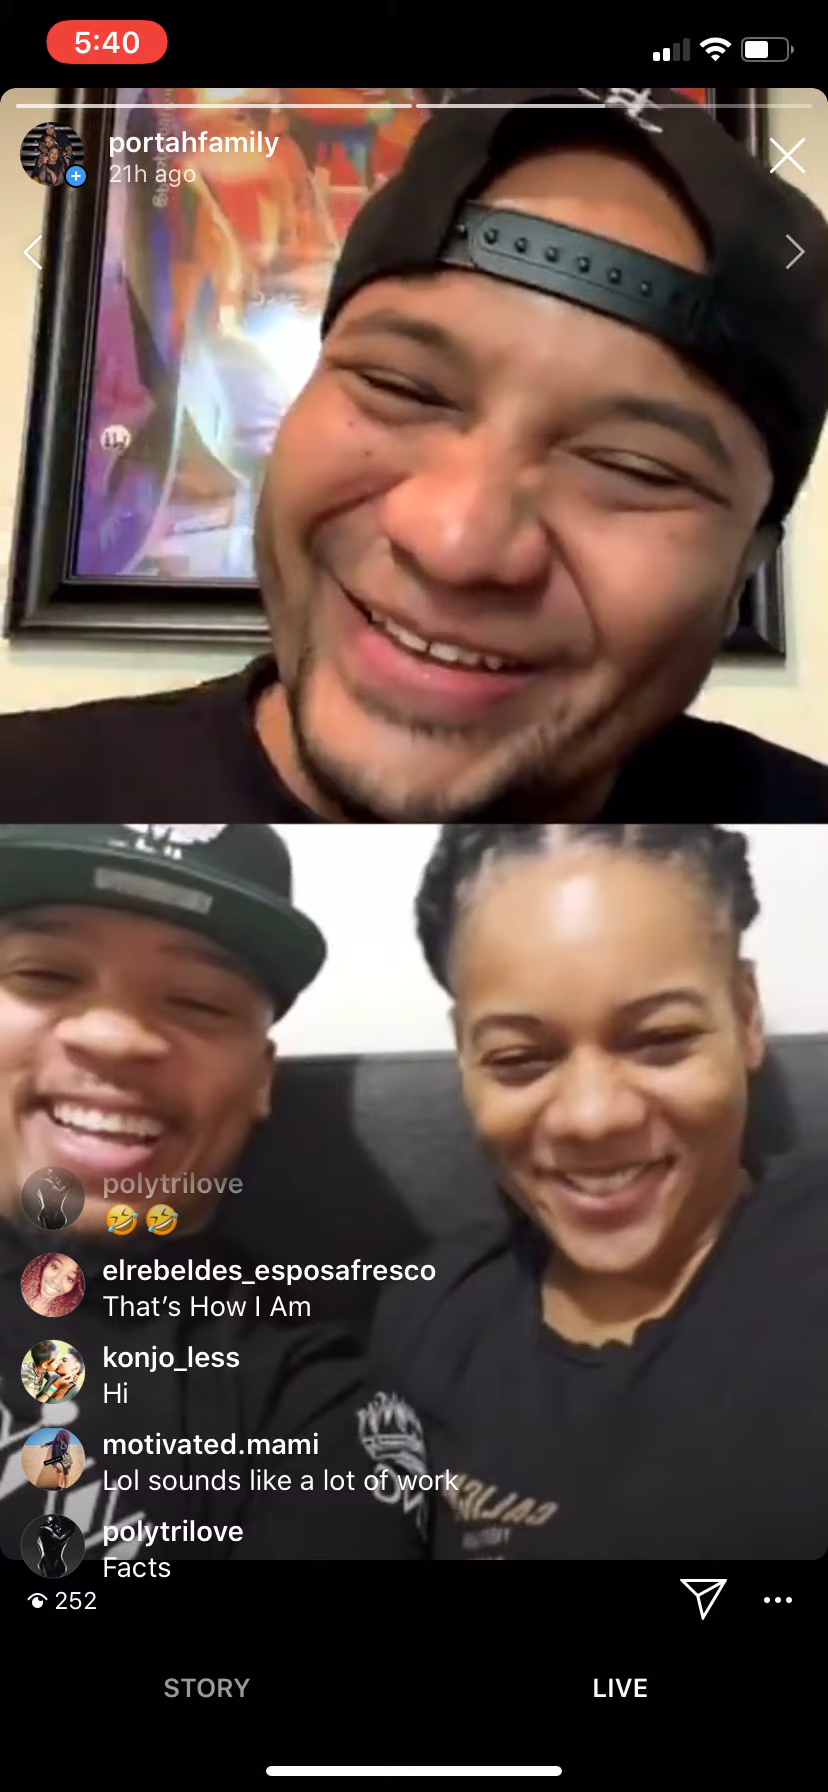 5:40
portahfamily
21h ago
polytrilove
🤣🤣
elrebeldes_esposafresco
That's How I Am
konjo_less
Hi
motivated.mami
Lol sounds like a lot of work
polytrilove
Facts
252
STORY
LIVE